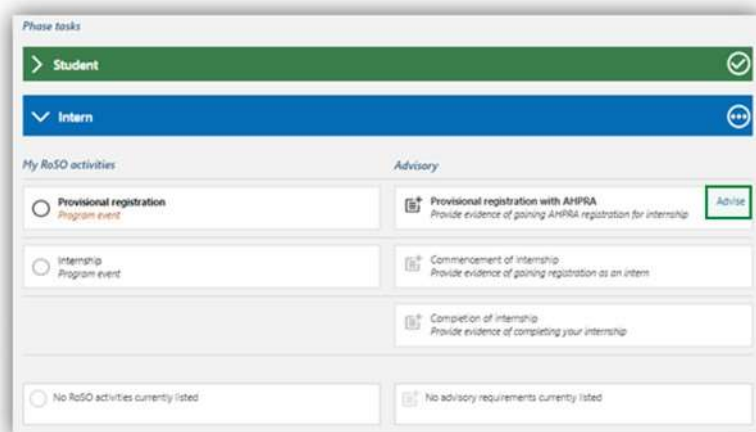 Phase tasks
Student
Intern
My RoSO activities
Advisory
Provisional registration
Program event
Provisional registration with AHPRA
Provide evidence of gaining AHPRA registration for internship
Advise
Internship
Program event
Commencement of internship
Provide evidence of gaining registration as an intern
Completion of internship
Provide evidence of completing your internship
No RoSO activities currently listed
No advisory requirements currently listed